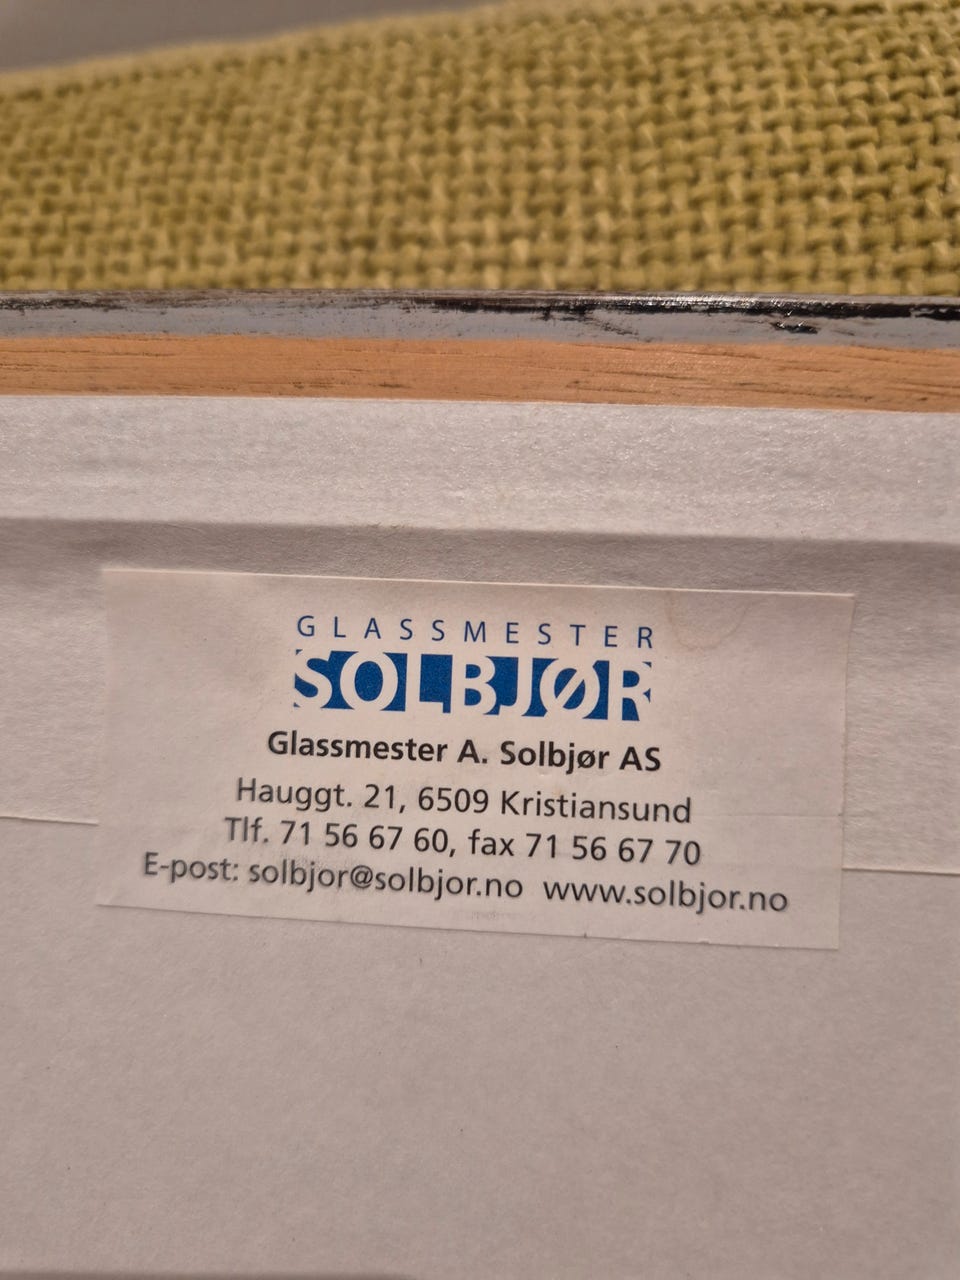 GLASSMESTER
SOLBJØR
Glassmester A. Solbjør AS
Hauggt. 21, 6509 Kristiansund
Tlf. 71 56 67 60, fax 71 56 67 70
E-post: solbjor@solbjor.no www.solbjor.no